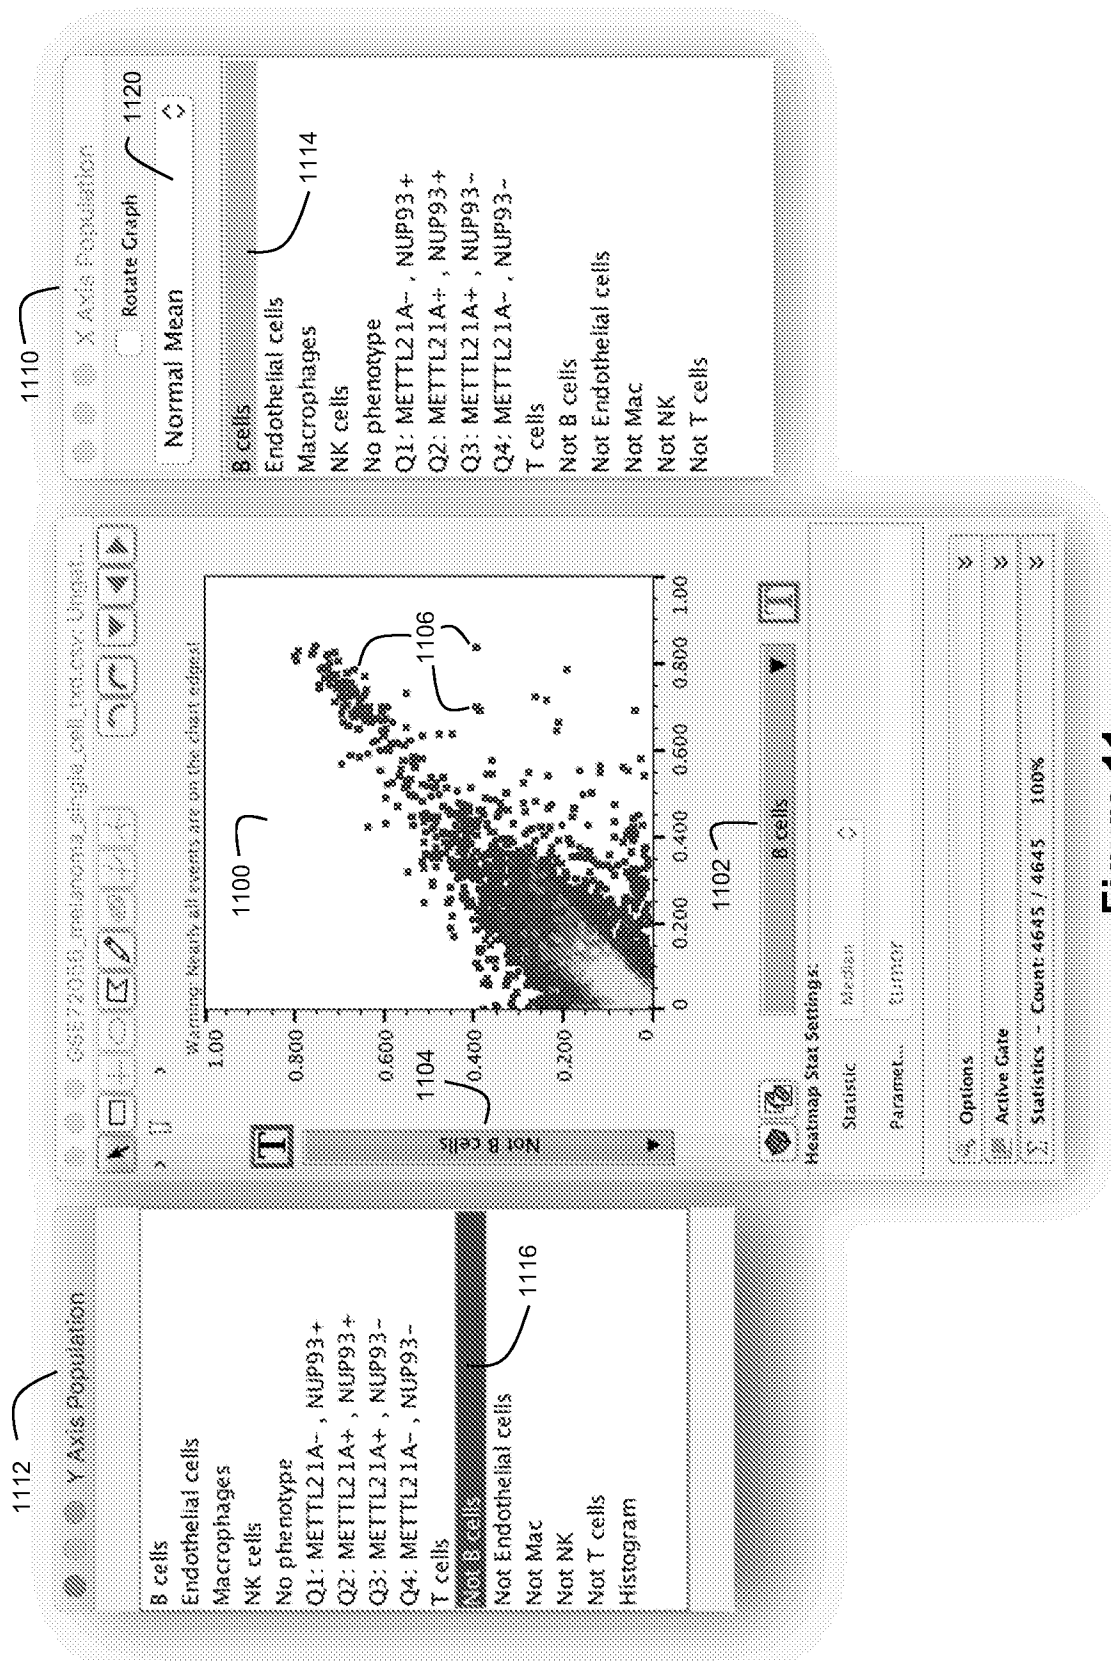 1112
Y Axis Population
B cells
Endothelial cells
Macrophages
NK cells
No phenotype
Q1: METTL21A- , NUP93+
Q2: METTL21A+ , NUP93+
Q3: METTL21A+ , NUP93-
Q4: METTL21A- , NUP93-
T cells
Not B cells
Not Endothelial cells
Not Mac
Not NK
Not T cells
Histogram
1116
GSE72056_melanoma_single_cell_
Warning: Nearly all events are on the chart edges!
1100
1.00
0.800
0.600
0.400
0.200
0
1104
Not B cells
T
1106
1106
0
0.200
0.400
0.600
0.800
1.00
1102
B cells
T
Heatmap Stat Settings:
Statistic
Median
Paramet...
Options
Active Gate
Σ Statistics - Count: 4645 / 4645 100%
1110
X Axis Population
Rotate Graph
1120
Normal Mean
B cells
Endothelial cells
Macrophages
NK cells
No phenotype
Q1: METTL21A- , NUP93+
Q2: METTL21A+ , NUP93+
Q3: METTL21A+ , NUP93-
Q4: METTL21A- , NUP93-
T cells
Not B cells
Not Endothelial cells
Not Mac
Not NK
Not T cells
1114